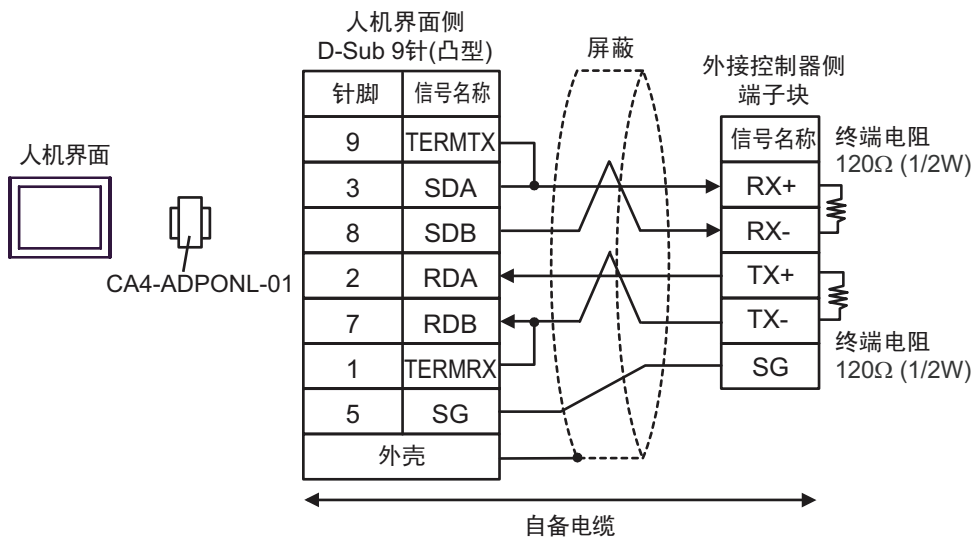 人机界面侧
D-Sub 9针(凸型)
屏蔽
外接控制器侧
端子块
针脚 信号名称
信号名称
终端电阻
120Ω (1/2W)
人机界面
CA4-ADPONL-01
9 TERMTX
3 SDA
RX+
8 SDB
RX-
2 RDA
TX+
7 RDB
TX-
1 TERMRX
SG
终端电阻
120Ω (1/2W)
5 SG
外壳
自备电缆